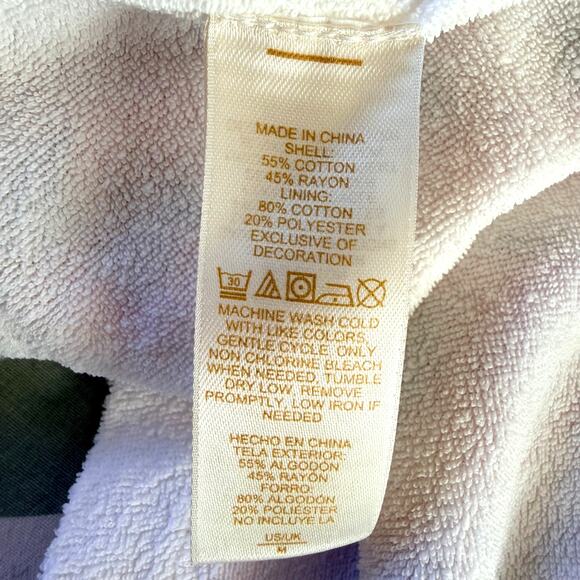 MADE IN CHINA
SHELL:
55% COTTON
45% RAYON
LINING:
80% COTTON
20% POLYESTER
EXCLUSIVE OF
DECORATION
30
MACHINE WASH COLD
WITH LIKE COLORS,
GENTLE CYCLE, ONLY
NON CHLORINE BLEACH
WHEN NEEDED, TUMBLE
DRY LOW, REMOVE
PROMPTLY, LOW IRON IF
NEEDED
HECHO EN CHINA
TELA EXTERIOR:
55% ALGODÓN
45% RAYON
FORRO:
80% ALGODÓN
20% POLIÉSTER
NO INCLUYE LA
US/UK
M